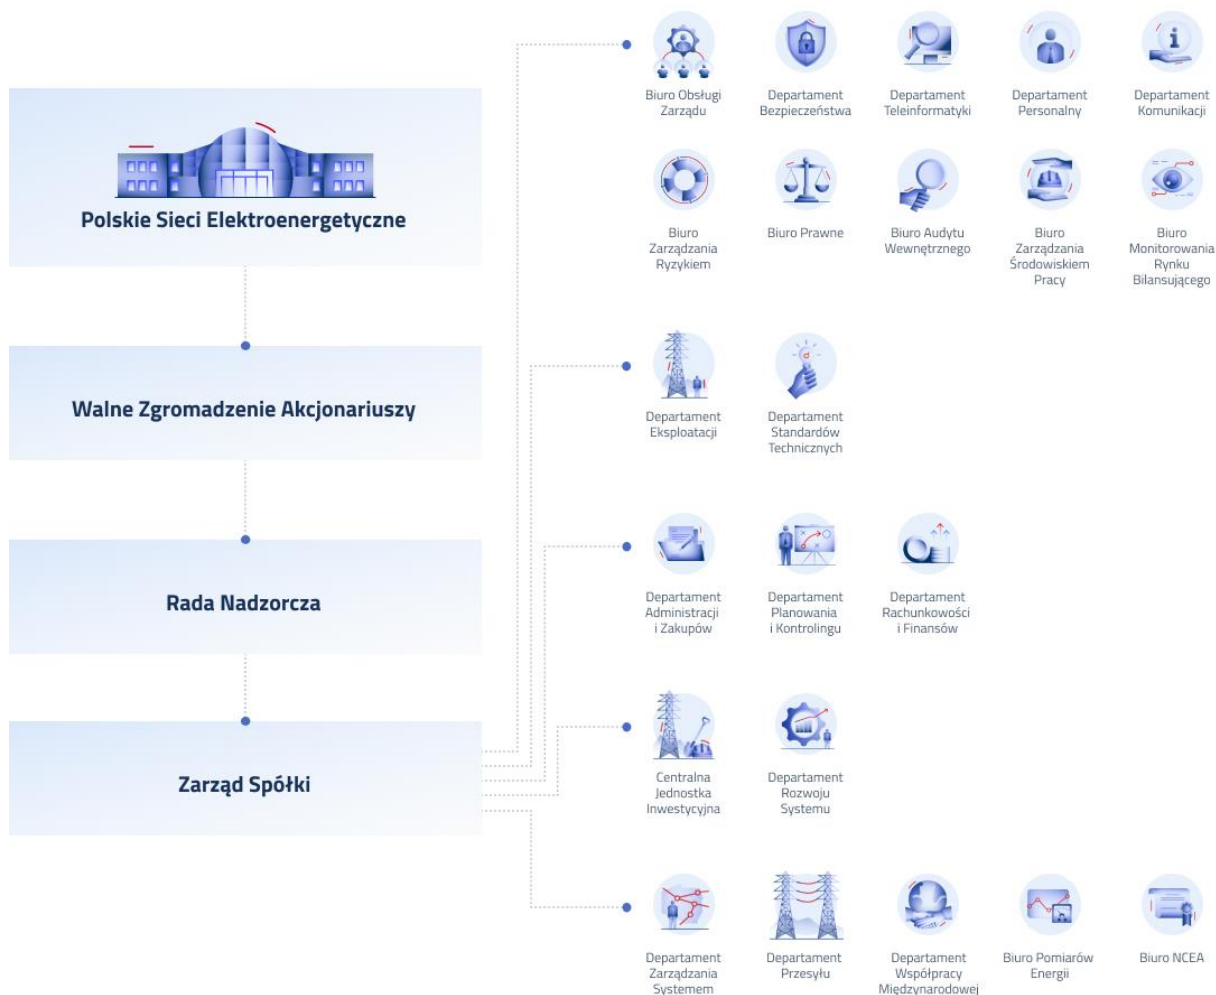 Polskie Sieci Elektroenergetyczne
Walne Zgromadzenie Akcjonariuszy
Rada Nadzorcza
Zarząd Spółki
Biuro Obsługi
Zarządu
Departament
Bezpieczeństwa
Departament
Teleinformatyki
Departament
Personalny
Departament
Komunikacji
Biuro
Zarządzania
Ryzykiem
Biuro Prawne
Biuro Audytu
Wewnętrznego
Biuro
Zarządzania
Środowiskiem
Pracy
Biuro
Monitorowania
Rynku
Bilansującego
Departament
Eksploatacji
Departament
Standardów
Technicznych
Departament
Administracji
i Zakupów
Departament
Planowania
i Kontrolingu
Departament
Rachunkowości
i Finansów
Centralna
Jednostka
Inwestycyjna
Departament
Rozwoju
Systemu
Departament
Zarządzania
Systemem
Departament
Przesyłu
Departament
Współpracy
Międzynarodowej
Biuro Pomiarów
Energii
Biuro NCEA